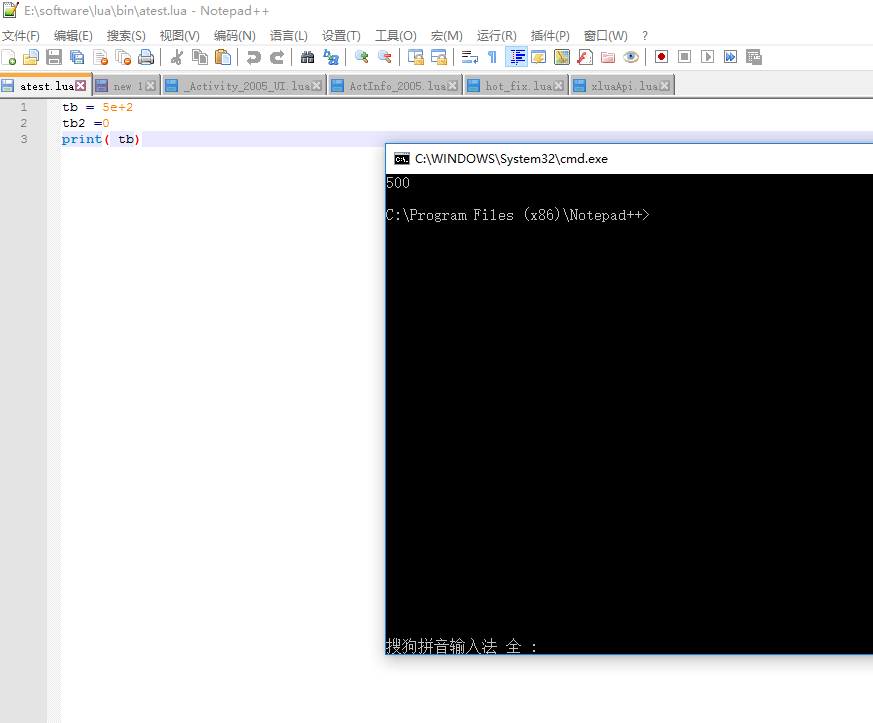 E:\software\lua\bin\atest.lua - Notepad++
文件(F) 编辑(E) 搜索(S) 视图(V) 编码(N) 语言(L) 设置(T) 工具(O) 宏(M) 运行(R) 插件(P) 窗口(W) ?
atest.lua new 1 _Activity_2005_UI.lua ActInfo_2005.lua hot_fix.lua xluaApi.lua
1 tb = 5e+2
2 tb2 =0
3 print( tb)
C:\WINDOWS\System32\cmd.exe
500
C:\Program Files (x86)\Notepad++>
搜狗拼音输入法 全 :